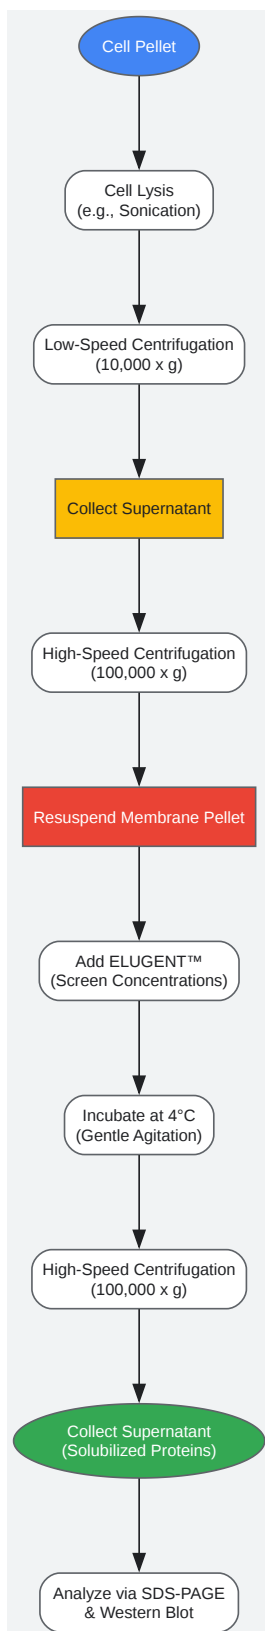 Cell Pellet
Cell Lysis
(e.g., Sonication)
Low-Speed Centrifugation
(10,000 x g)
Collect Supernatant
High-Speed Centrifugation
(100,000 x g)
Resuspend Membrane Pellet
Add ELUGENT™
(Screen Concentrations)
Incubate at 4°C
(Gentle Agitation)
High-Speed Centrifugation
(100,000 x g)
Collect Supernatant
(Solubilized Proteins)
Analyze via SDS-PAGE
& Western Blot